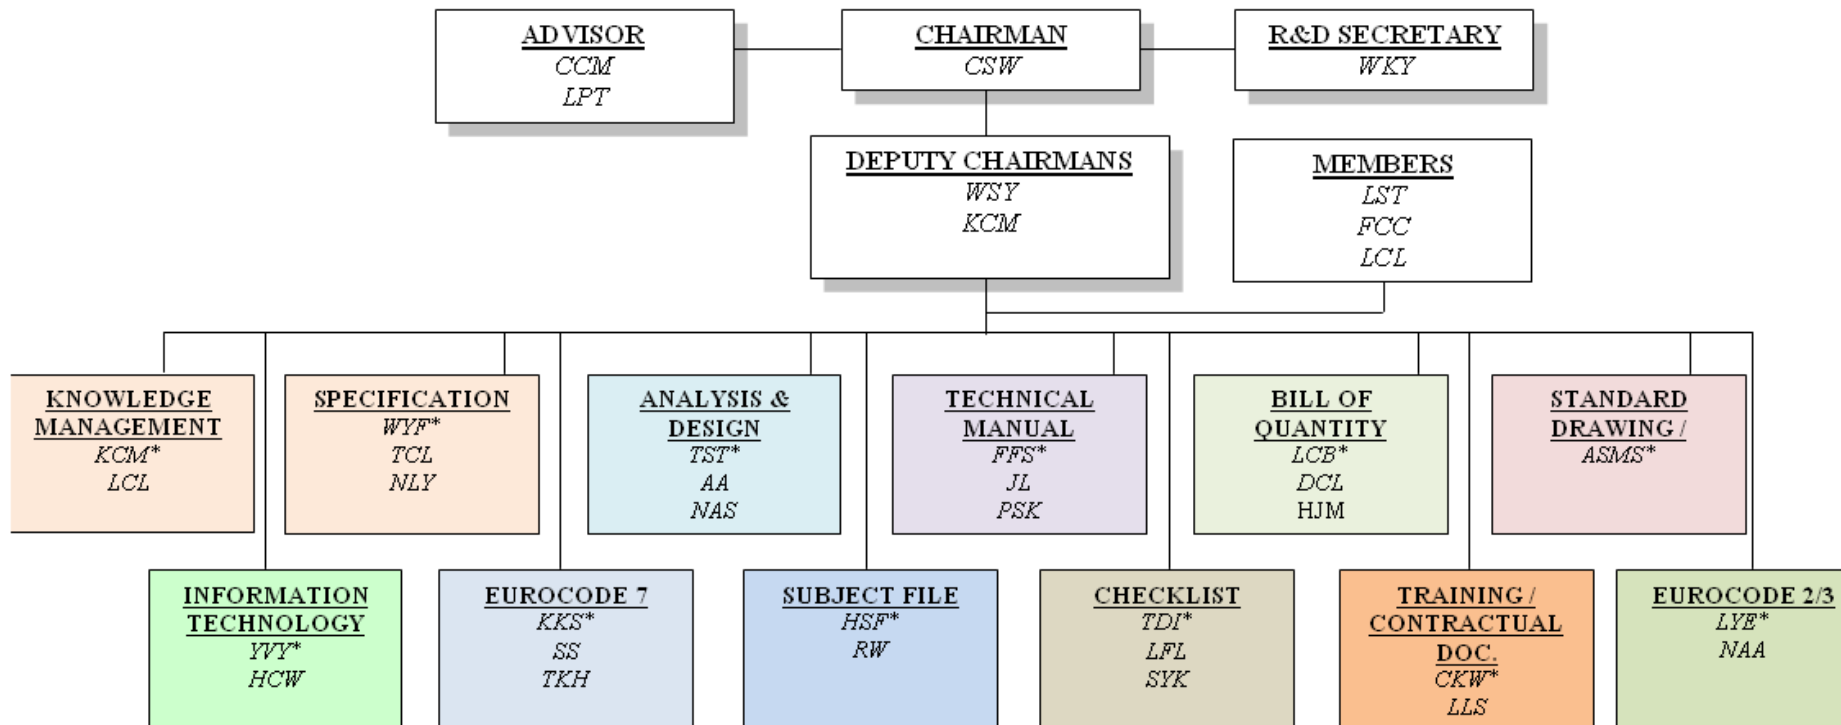 ADVISOR
CCM
LPT
CHAIRMAN
CSW
R&D SECRETARY
WKY
DEPUTY CHAIRMANS
WSY
KCM
MEMBERS
LST
FCC
LCL
KNOWLEDGE
MANAGEMENT
KCM*
LCL
SPECIFICATION
WYF*
TCL
NLY
ANALYSIS &
DESIGN
TST*
AA
NAS
TECHNICAL
MANUAL
FFS*
JL
PSK
BILL OF
QUANTITY
LCB*
DCL
HJM
STANDARD
DRAWING /
ASMS*
INFORMATION
TECHNOLOGY
YVY*
HCW
EUROCODE 7
KKS*
SS
TKH
SUBJECT FILE
HSF*
RW
CHECKLIST
TDI*
LFL
SYK
TRAINING /
CONTRACTUAL
DOC.
CKW*
LLS
EUROCODE 2/3
LYE*
NAA